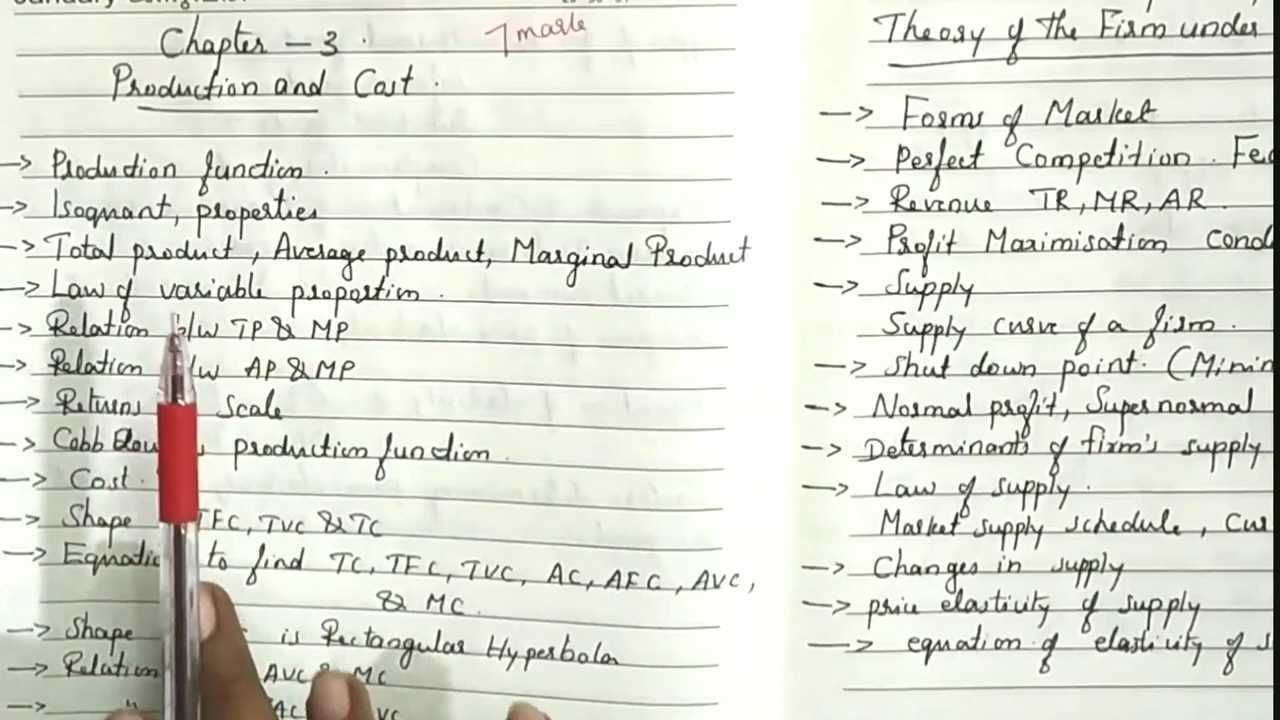 Chapter - 3.
7 mark
Production and Cost.
-> Production function.
-> Isoquant, properties
-> Total product, Average product, Marginal Product
-> Law of variable proportion.
-> Relation b/w TP & MP
-> Relation b/w AP & MP
-> Returns Scale
-> Cobb production function.
-> Cost.
-> Shape TFC, TVC & TC
-> to find TC, TFC, TVC, AC, AFC, AVC,
& MC.
-> Shape is Rectangular Hyperbola
-> Relation AVC & MC
-> "
Theory of the Firm under
-> Forms of Market
-> Perfect Competition.
-> Revenue TR, MR, AR.
-> Profit Maximisation
-> Supply
Supply curve of a firm.
-> Shut down point.
-> Normal profit, Supernormal
-> Determinants of firm's supply
-> Law of supply.
Market supply schedule,
-> Changes in supply
-> price elasticity of supply
-> equation of elasticity of